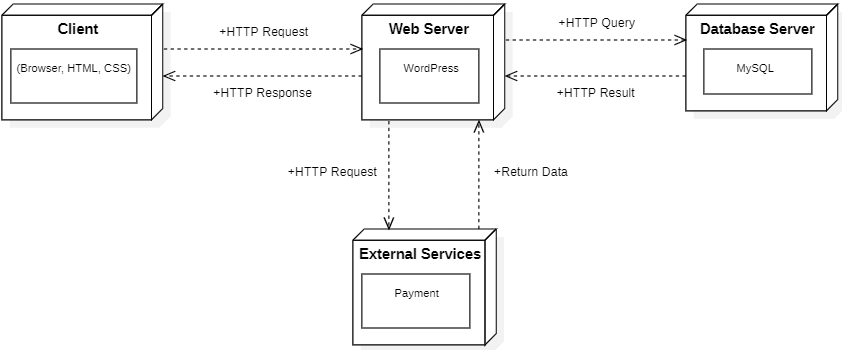 Client
(Browser, HTML, CSS)
+HTTP Request
+HTTP Response
Web Server
WordPress
+HTTP Query
+HTTP Result
Database Server
MySQL
+HTTP Request
+Return Data
External Services
Payment